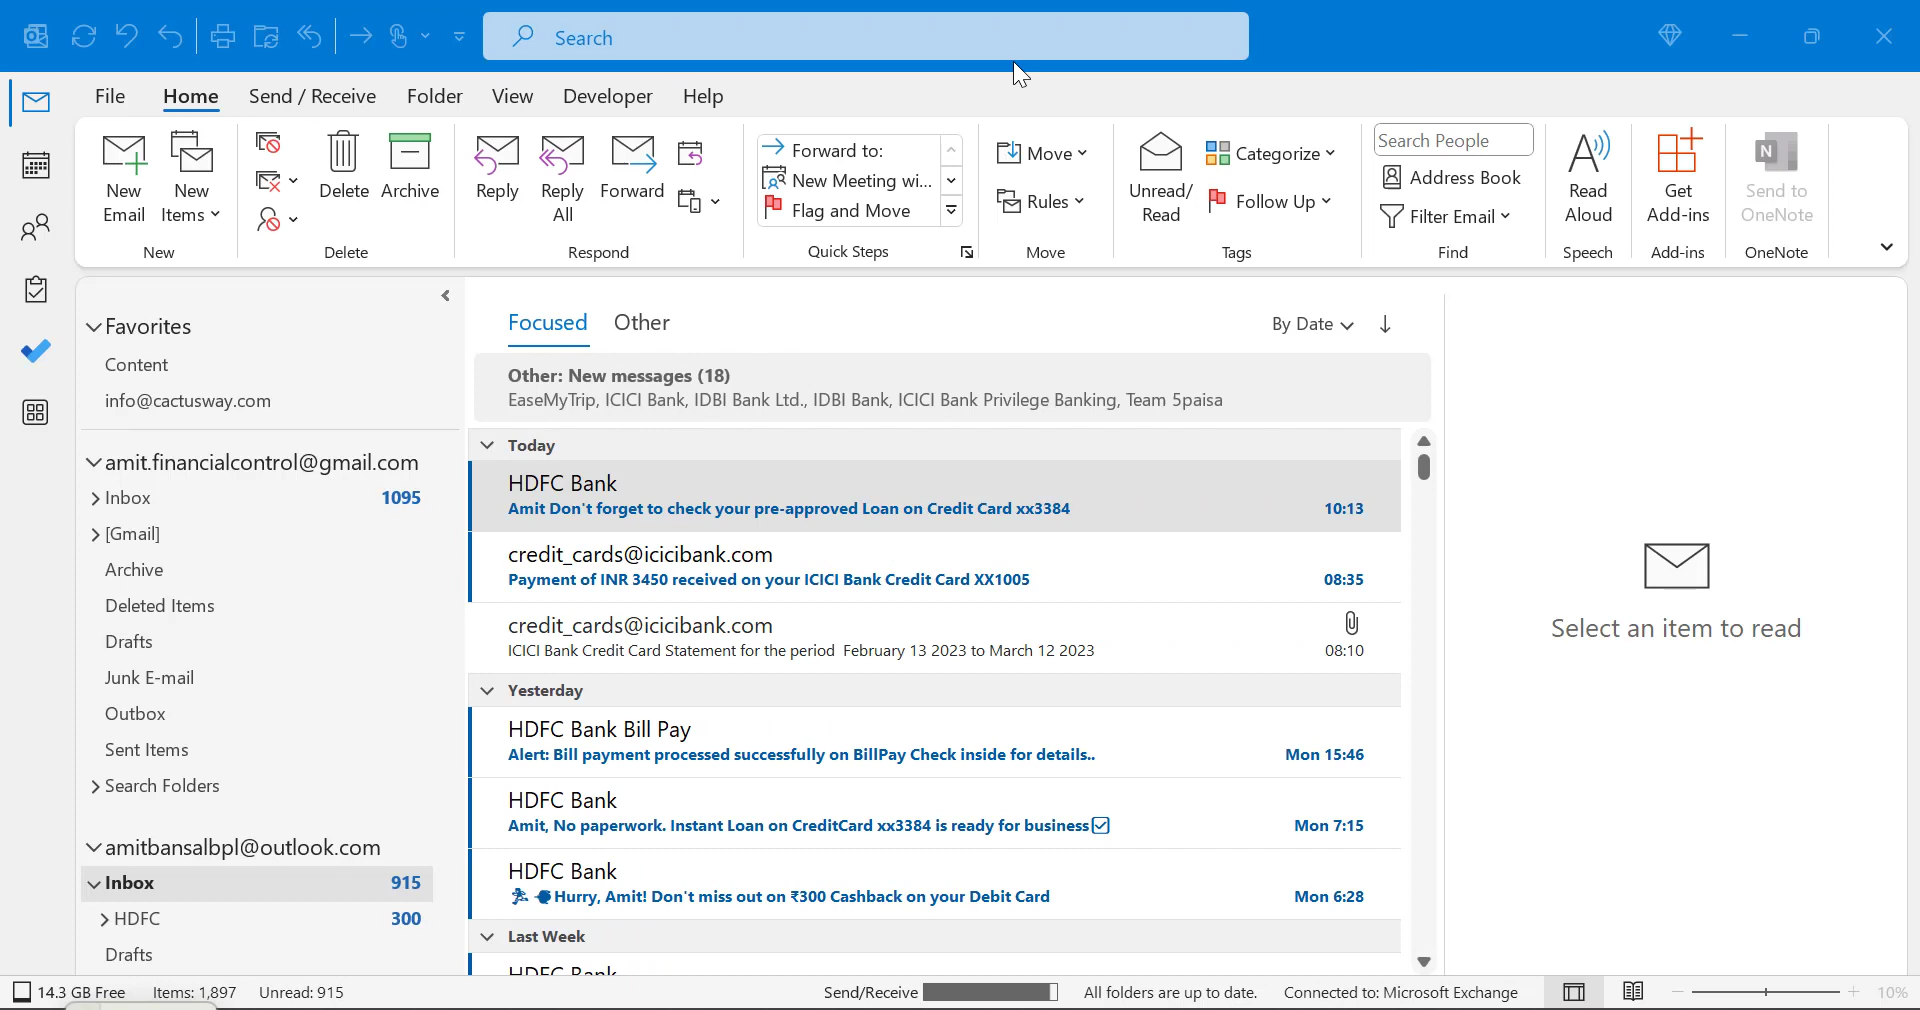 Search
File Home Send / Receive Folder View Developer Help
New Email
New Items
New
Delete
Archive
Delete
Reply
Reply All
Forward
Respond
Forward to:
New Meeting wi...
Flag and Move
Quick Steps
Move
Rules
Move
Unread/ Read
Categorize
Follow Up
Tags
Search People
Address Book
Filter Email
Find
Read Aloud
Speech
Get Add-ins
Add-ins
N
Send to OneNote
OneNote
Favorites
Content
info@cactusway.com
amit.financialcontrol@gmail.com
Inbox 1095
[Gmail]
Archive
Deleted Items
Drafts
Junk E-mail
Outbox
Sent Items
Search Folders
amitbansalbpl@outlook.com
Inbox 915
HDFC 300
Drafts
Focused Other By Date
Other: New messages (18)
EaseMyTrip, ICICI Bank, IDBI Bank Ltd., IDBI Bank, ICICI Bank Privilege Banking, Team 5paisa
Today
HDFC Bank
Amit Don't forget to check your pre-approved Loan on Credit Card xx3384 10:13
credit_cards@icicibank.com
Payment of INR 3450 received on your ICICI Bank Credit Card XX1005 08:35
credit_cards@icicibank.com
ICICI Bank Credit Card Statement for the period February 13 2023 to March 12 2023 08:10
Yesterday
HDFC Bank Bill Pay
Alert: Bill payment processed successfully on BillPay Check inside for details.. Mon 15:46
HDFC Bank
Amit, No paperwork. Instant Loan on CreditCard xx3384 is ready for business Mon 7:15
HDFC Bank
Hurry, Amit! Don't miss out on ₹300 Cashback on your Debit Card Mon 6:28
Last Week
HDFC Bank
Select an item to read
14.3 GB Free Items: 1,897 Unread: 915 Send/Receive All folders are up to date. Connected to: Microsoft Exchange 10%